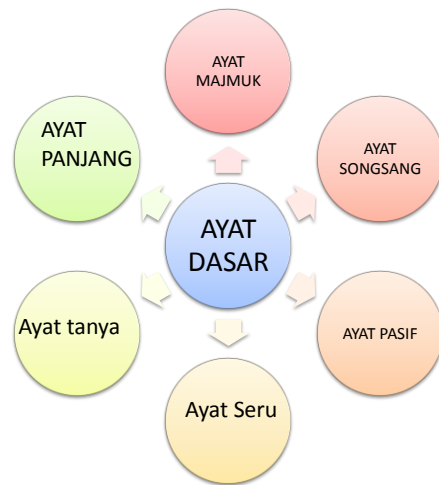 AYAT
MAJMUK
AYAT
PANJANG
AYAT
SONGSANG
AYAT
DASAR
Ayat tanya
AYAT PASIF
Ayat Seru